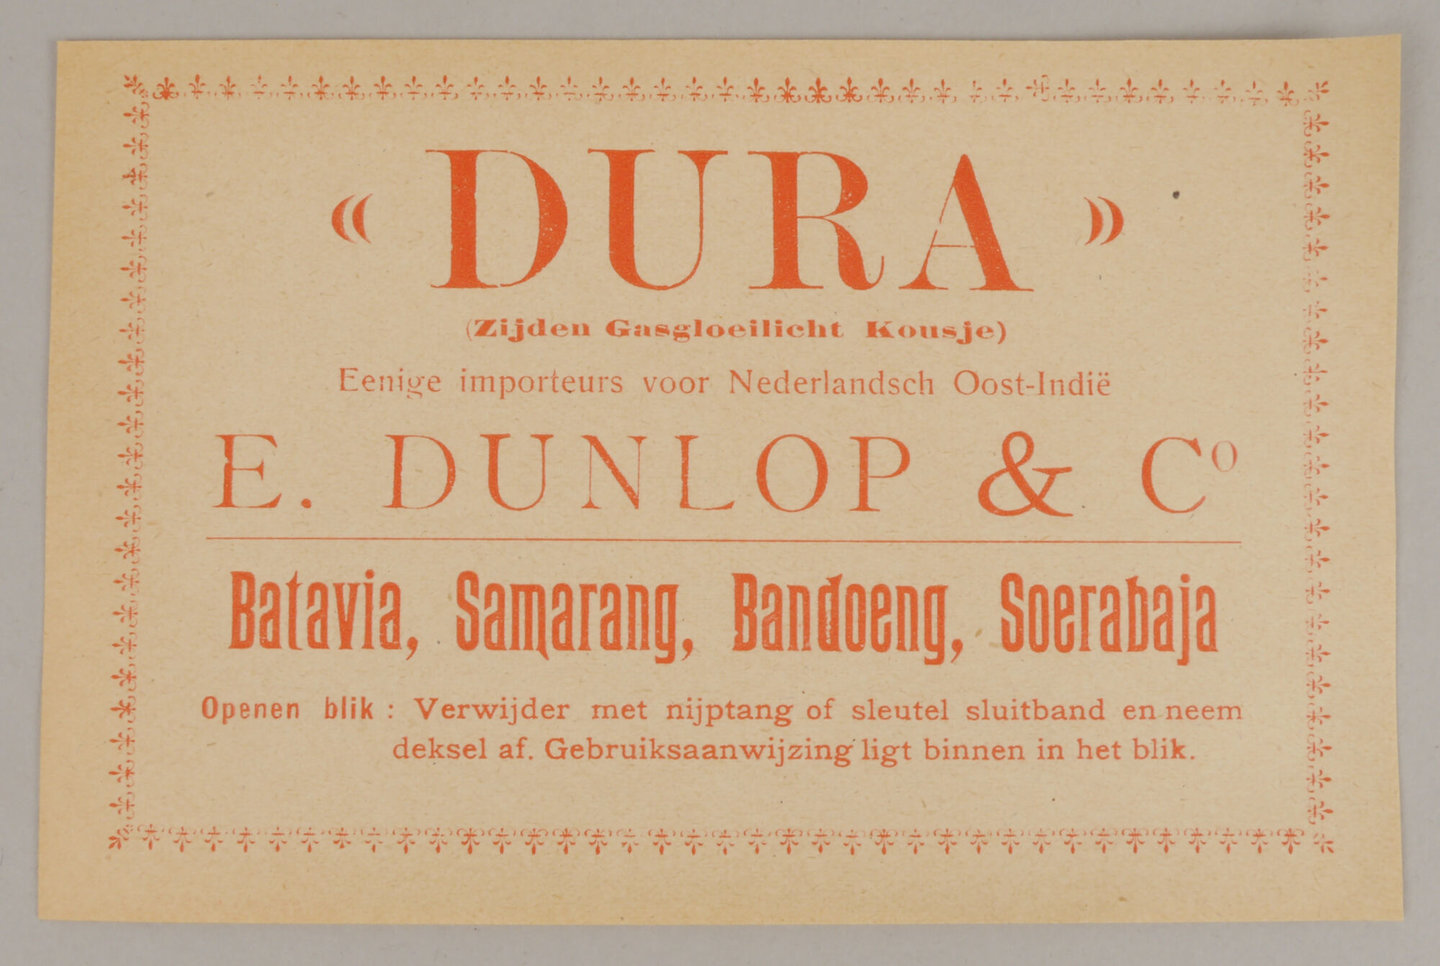 « DURA »
(Zijden Gasgloeilicht Kousje)
Eenige importeurs voor Nederlandsch Oost-Indië
E. DUNLOP & Cº
Batavia, Samarang, Bandoeng, Soerabaja
Openen blik : Verwijder met nijptang of sleutel sluitband en neem
deksel af. Gebruiksaanwijzing ligt binnen in het blik.